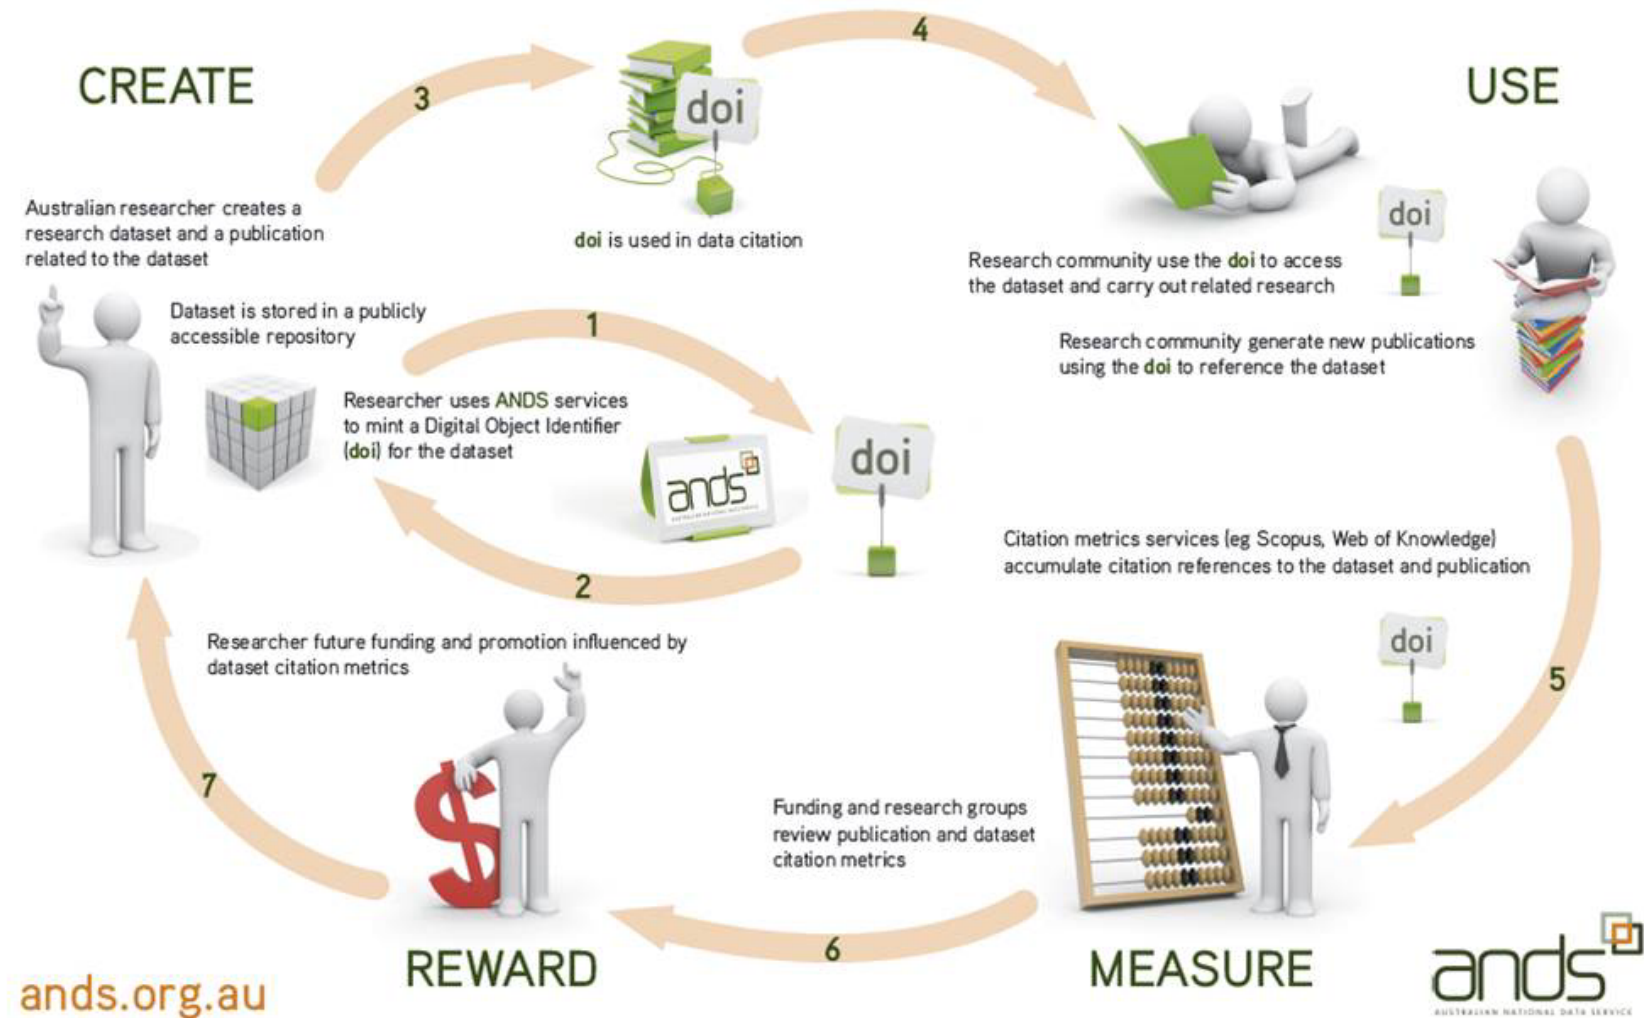 CREATE
3
doi
4
USE
Australian researcher creates a
research dataset and a publication
related to the dataset
doi is used in data citation
doi
Research community use the doi to access
the dataset and carry out related research
Research community generate new publications
using the doi to reference the dataset
Dataset is stored in a publicly
accessible repository
1
Researcher uses ANDS services
to mint a Digital Object Identifier
(doi) for the dataset
ands
doi
2
Citation metrics services (eg Scopus, Web of Knowledge)
accumulate citation references to the dataset and publication
doi
5
Researcher future funding and promotion influenced by
dataset citation metrics
7
Funding and research groups
review publication and dataset
citation metrics
6
REWARD
MEASURE
ands.org.au
ands
AUSTRALIAN NATIONAL DATA SERVICE